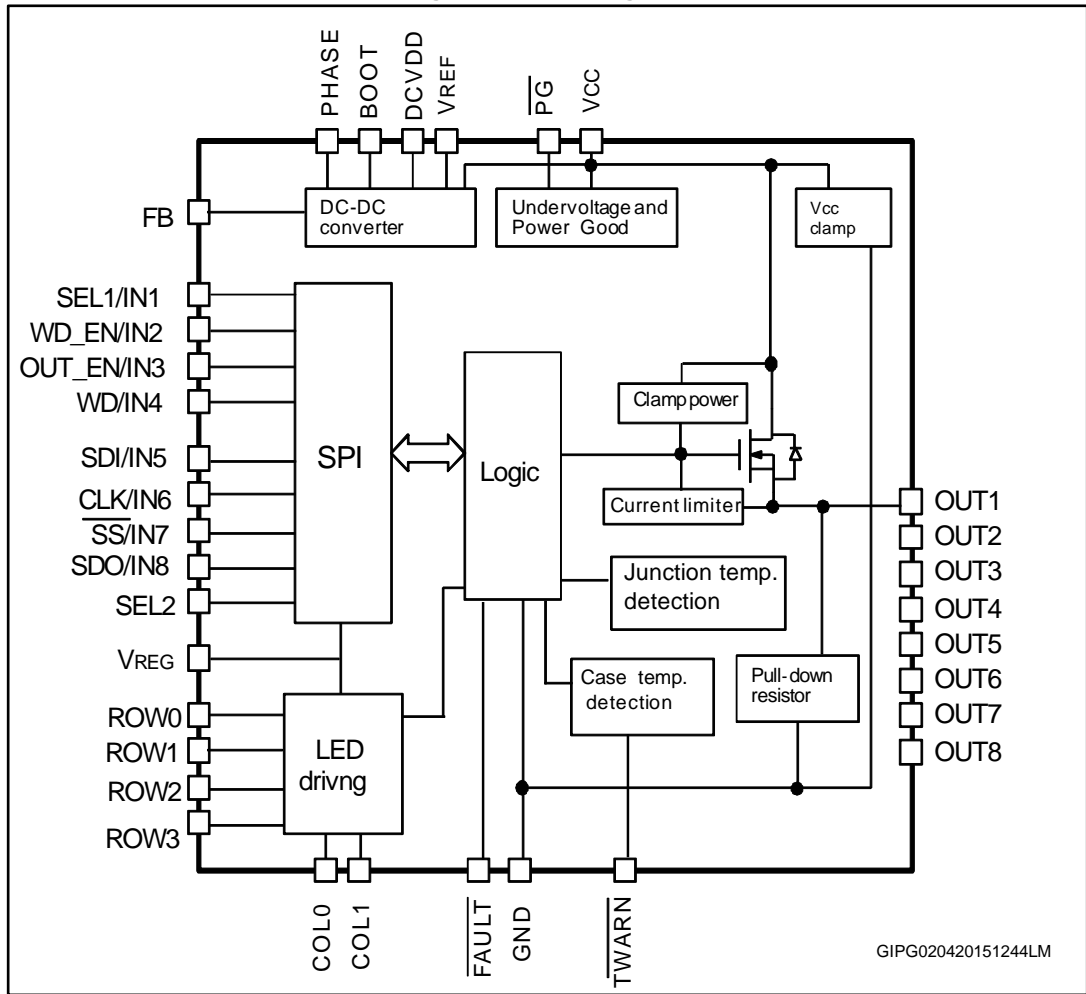 PHASE
BOOT
DCVDD
VREF
PG
VCC
FB
DC-DC
converter
Undervoltage and
Power Good
Vcc
clamp
SEL1/IN1
WD_EN/IN2
OUT_EN/IN3
WD/IN4
SDI/IN5
CLK/IN6
SS/IN7
SDO/IN8
SEL2
VREG
ROW0
ROW1
ROW2
ROW3
SPI
Logic
Clamp power
Current limiter
Junction temp.
detection
Case temp.
detection
Pull-down
resistor
LED
drivng
OUT1
OUT2
OUT3
OUT4
OUT5
OUT6
OUT7
OUT8
COL0
COL1
FAULT
GND
TWARN
GIPG020420151244LM